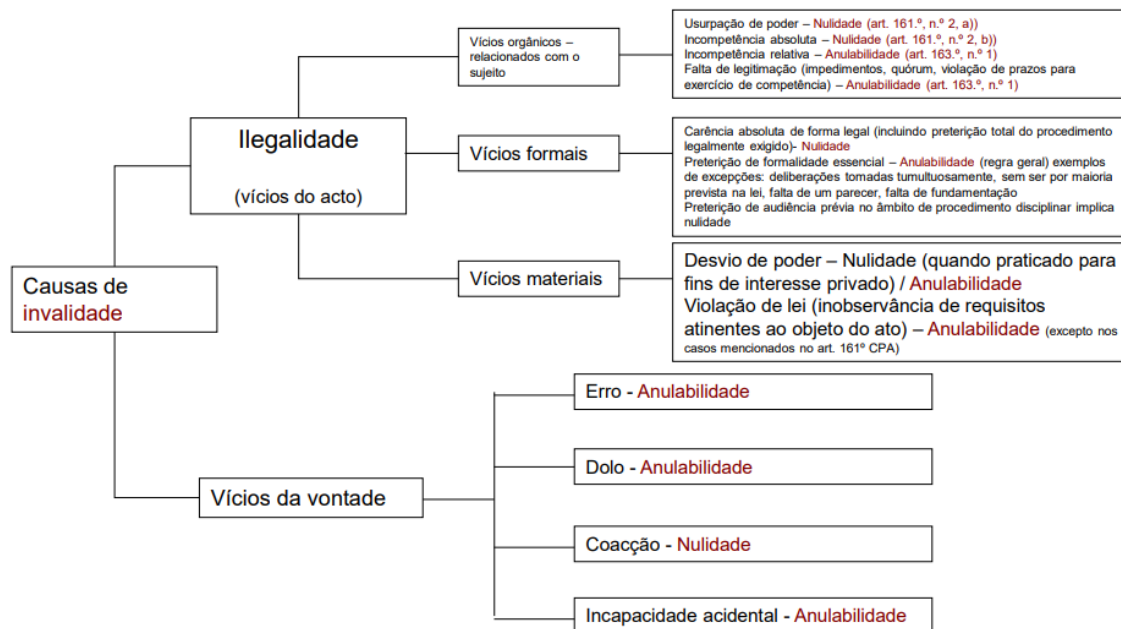 Usurpação de poder – Nulidade (art. 161.º, n.º 2, a))
Incompetência absoluta – Nulidade (art. 161.º, n.º 2, b))
Incompetência relativa – Anulabilidade (art. 163.º, n.º 1)
Falta de legitimação (impedimentos, quórum, violação de prazos para
exercício de competência) – Anulabilidade (art. 163.º, n.º 1)
Vícios orgânicos –
relacionados com o
sujeito
Ilegalidade
(vícios do acto)
Vícios formais
Carência absoluta de forma legal (incluindo preterição total do procedimento
legalmente exigido)- Nulidade
Preterição de formalidade essencial – Anulabilidade (regra geral) exemplos
de excepções: deliberações tomadas tumultuosamente, sem ser por maioria
prevista na lei, falta de um parecer, falta de fundamentação
Preterição de audiência prévia no âmbito de procedimento disciplinar implica
nulidade
Vícios materiais
Desvio de poder – Nulidade (quando praticado para
fins de interesse privado) / Anulabilidade
Violação de lei (inobservância de requisitos
atinentes ao objeto do ato) – Anulabilidade (excepto nos
casos mencionados no art. 161º CPA)
Causas de
invalidade
Vícios da vontade
Erro - Anulabilidade
Dolo - Anulabilidade
Coacção - Nulidade
Incapacidade acidental - Anulabilidade